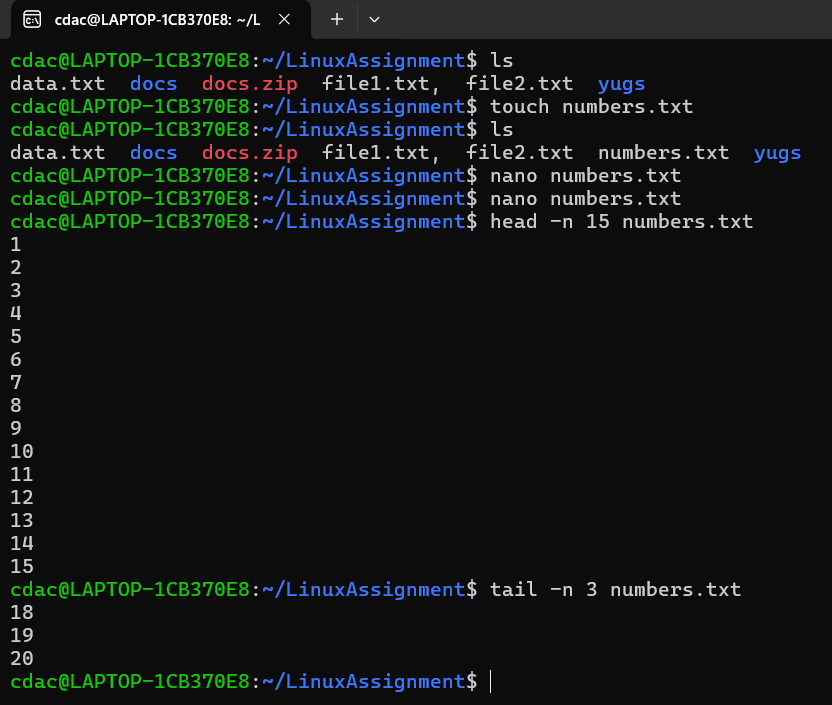 cdac@LAPTOP-1CB370E8: ~/L
cdac@LAPTOP-1CB370E8:~/LinuxAssignment$ ls
data.txt  docs  docs.zip  file1.txt,  file2.txt  yugs
cdac@LAPTOP-1CB370E8:~/LinuxAssignment$ touch numbers.txt
cdac@LAPTOP-1CB370E8:~/LinuxAssignment$ ls
data.txt  docs  docs.zip  file1.txt,  file2.txt  numbers.txt  yugs
cdac@LAPTOP-1CB370E8:~/LinuxAssignment$ nano numbers.txt
cdac@LAPTOP-1CB370E8:~/LinuxAssignment$ nano numbers.txt
cdac@LAPTOP-1CB370E8:~/LinuxAssignment$ head -n 15 numbers.txt
1
2
3
4
5
6
7
8
9
10
11
12
13
14
15
cdac@LAPTOP-1CB370E8:~/LinuxAssignment$ tail -n 3 numbers.txt
18
19
20
cdac@LAPTOP-1CB370E8:~/LinuxAssignment$